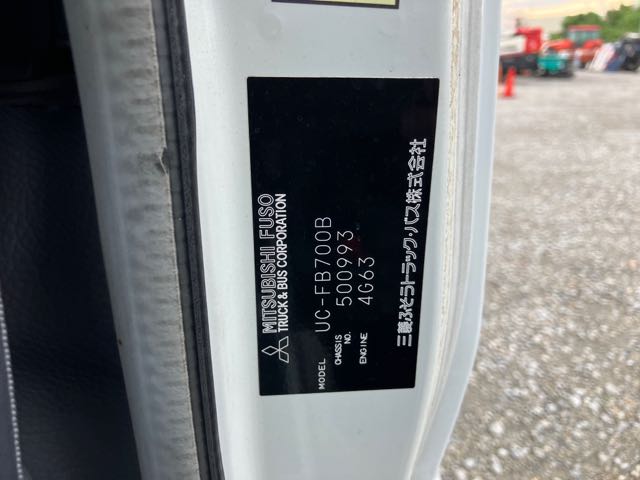 MITSUBISHI FUSO
TRUCK & BUS CORPORATION
MODEL UC-FB700B
CHASSIS NO. 500993
ENGINE 4G63
三菱ふそうトラック・バス株式会社